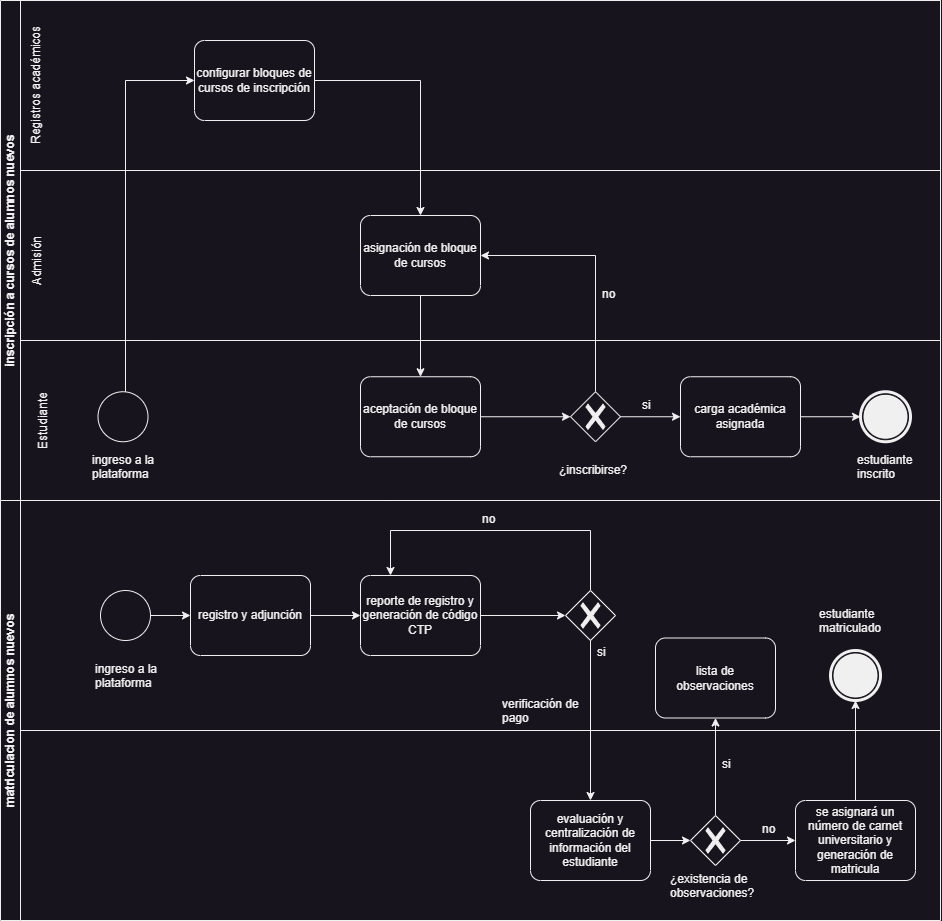 inscripción a cursos de alumnos nuevos
Registros académicos
configurar bloques de
cursos de inscripción
Admisión
asignación de bloque
de cursos
no
Estudiante
ingreso a la
plataforma
aceptación de bloque
de cursos
¿inscribirse?
si
carga académica
asignada
estudiante
inscrito
matriculacion de alumnos nuevos
ingreso a la
plataforma
registro y adjunción
reporte de registro y
generación de código
CTP
no
si
verificación de
pago
lista de
observaciones
estudiante
matriculado
evaluación y
centralización de
información del
estudiante
¿existencia de
observaciones?
si
no
se asignará un
número de carnet
universitario y
generación de
matricula